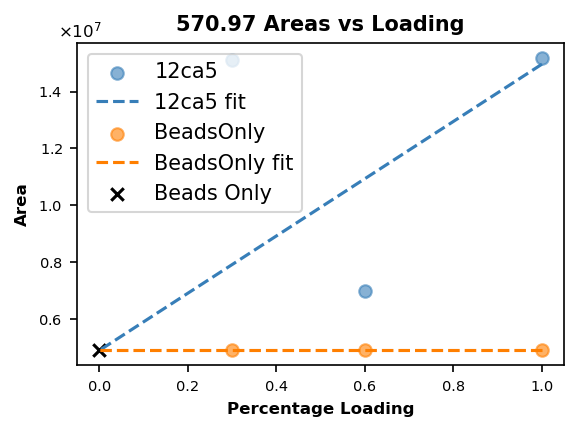 570.97 Areas vs Loading
×10⁷
12ca5
12ca5 fit
BeadsOnly
BeadsOnly fit
Beads Only
1.4
1.2
1.0
0.8
0.6
Area
0.0 0.2 0.4 0.6 0.8 1.0
Percentage Loading